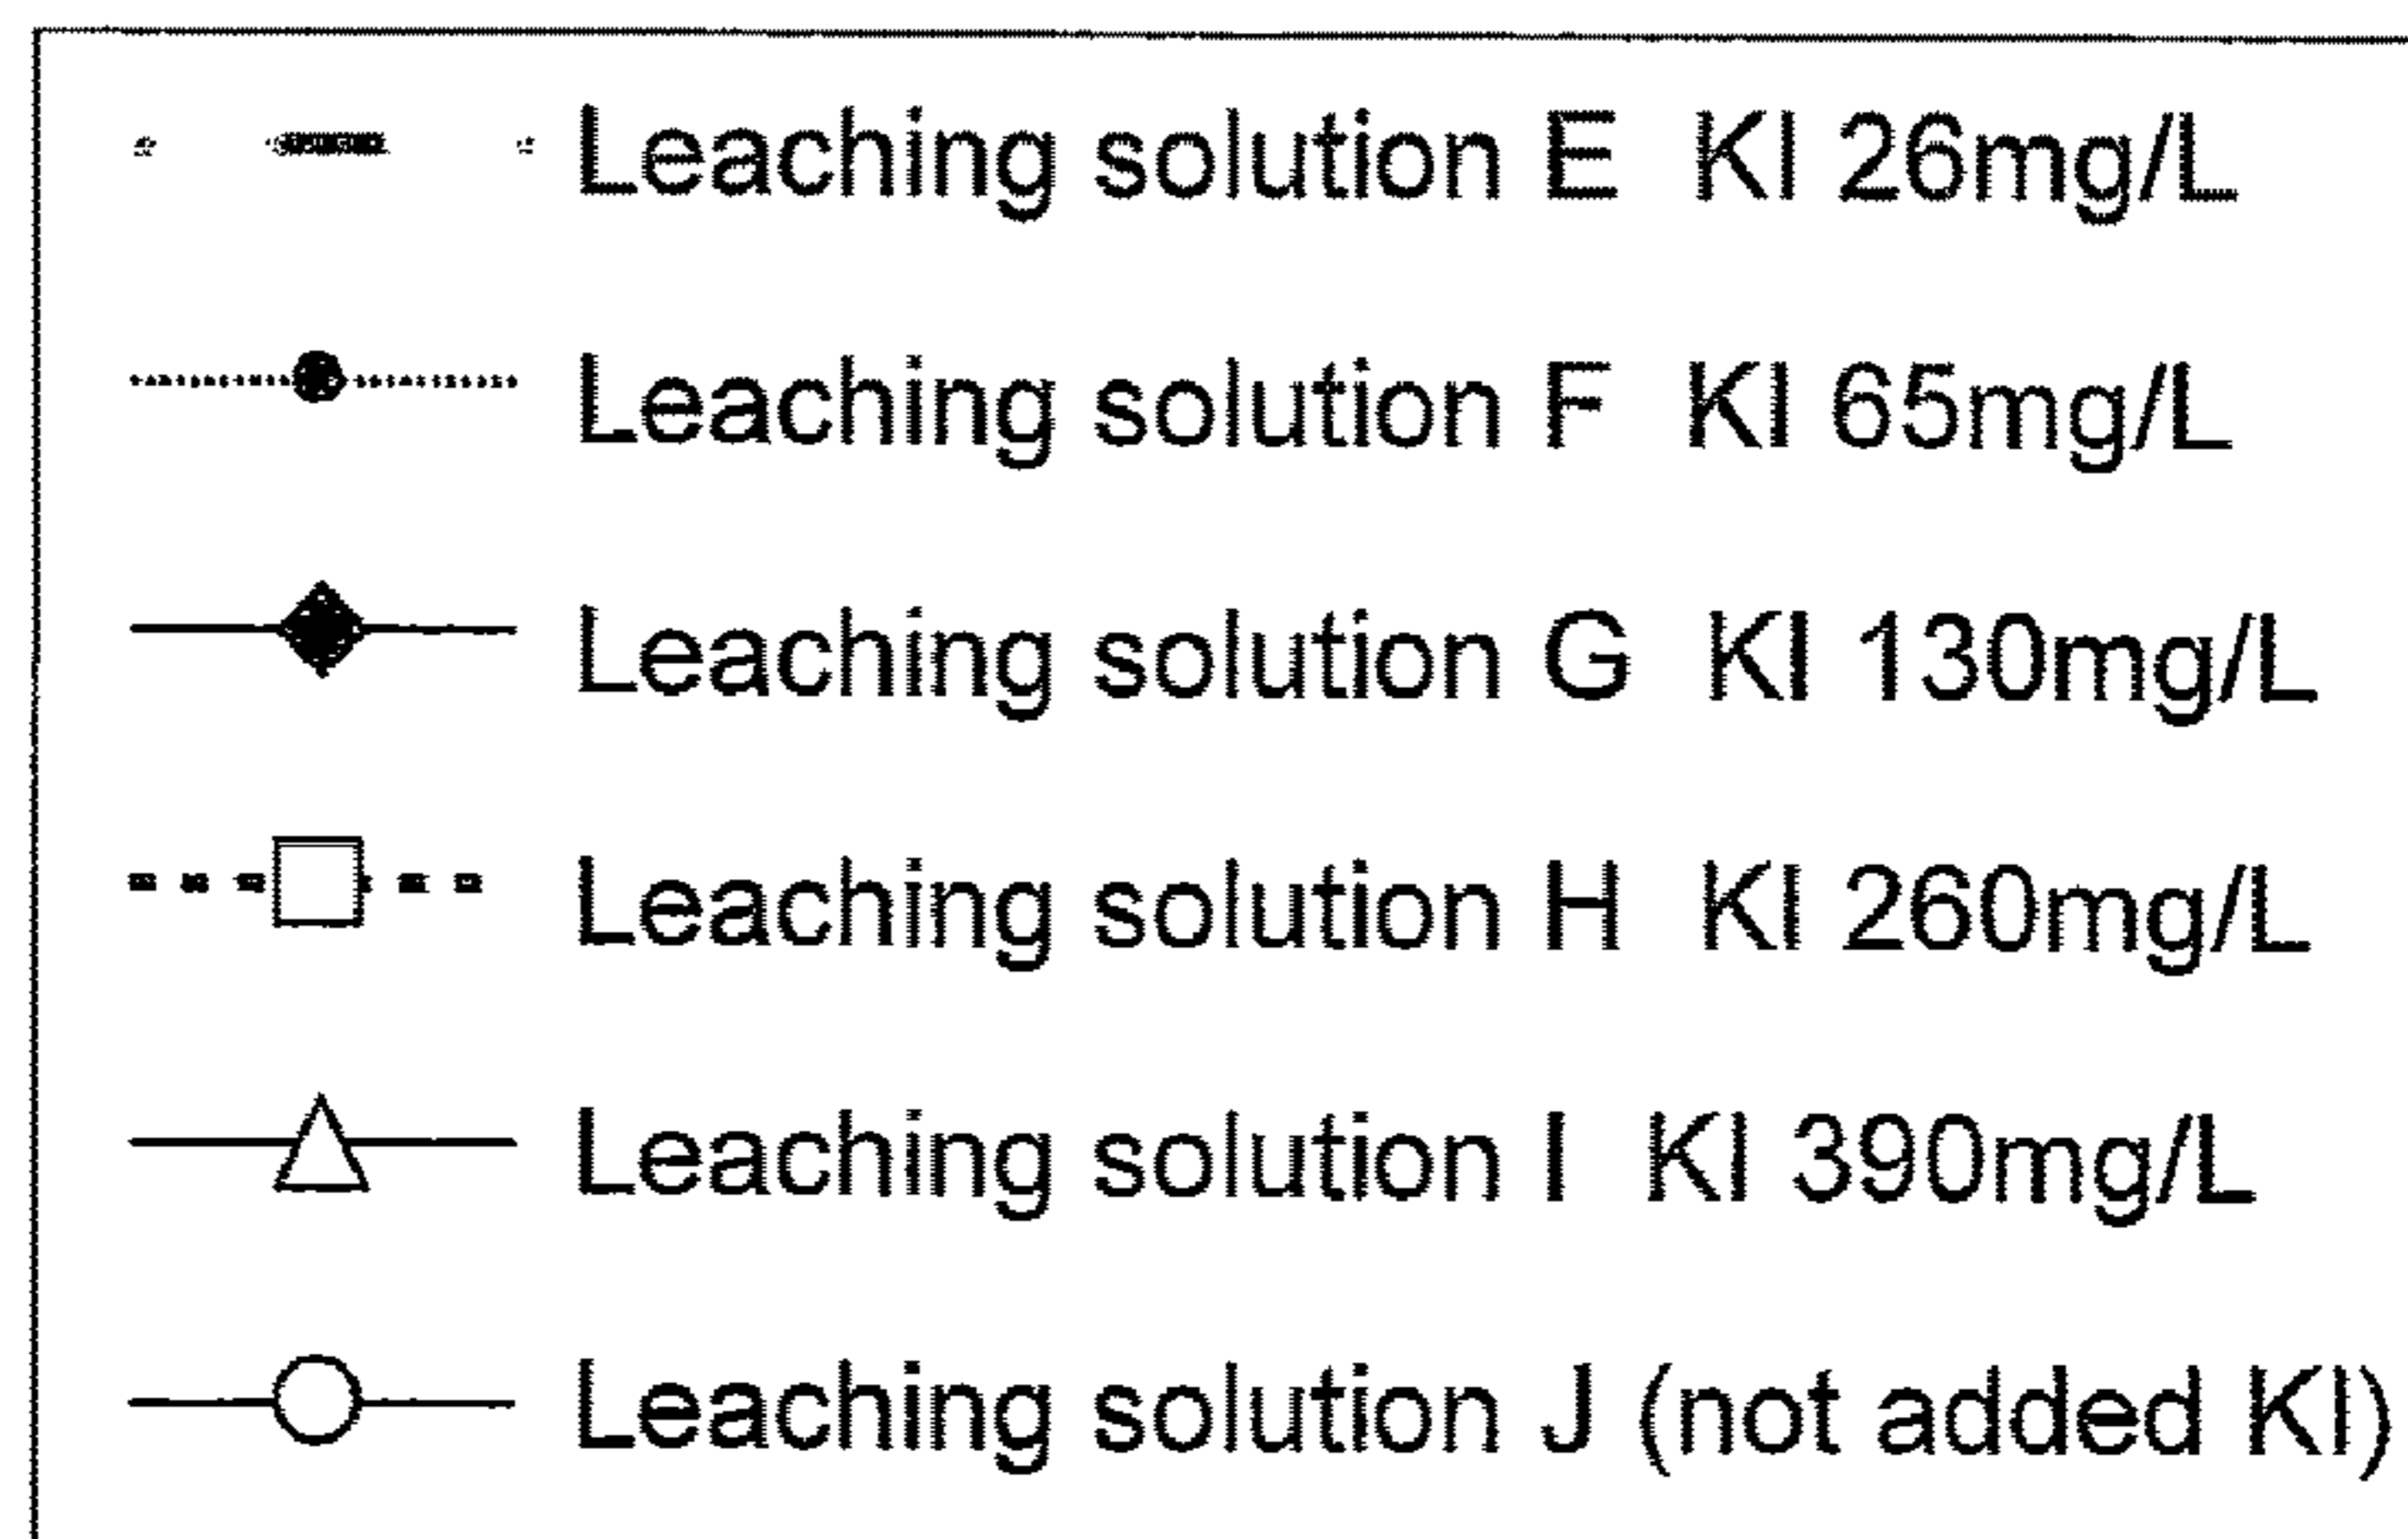 Leaching solution E KI 26mg/L
Leaching solution F KI 65mg/L
Leaching solution G KI 130mg/L
Leaching solution H KI 260mg/L
Leaching solution I KI 390mg/L
Leaching solution J (not added KI)